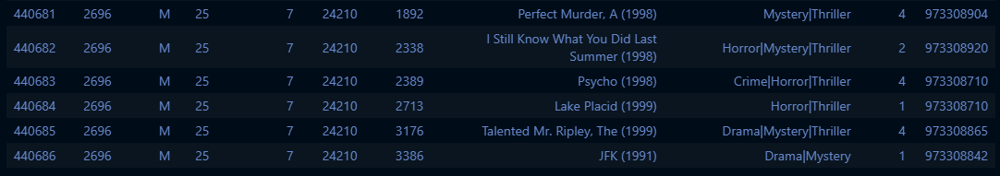 440681 2696 M 25 7 24210 1892 Perfect Murder, A (1998) Mystery|Thriller 4 973308904
440682 2696 M 25 7 24210 2338 I Still Know What You Did Last
Summer (1998) Horror|Mystery|Thriller 2 973308920
440683 2696 M 25 7 24210 2389 Psycho (1998) Crime|Horror|Thriller 4 973308710
440684 2696 M 25 7 24210 2713 Lake Placid (1999) Horror|Thriller 1 973308710
440685 2696 M 25 7 24210 3176 Talented Mr. Ripley, The (1999) Drama|Mystery|Thriller 4 973308865
440686 2696 M 25 7 24210 3386 JFK (1991) Drama|Mystery 1 973308842